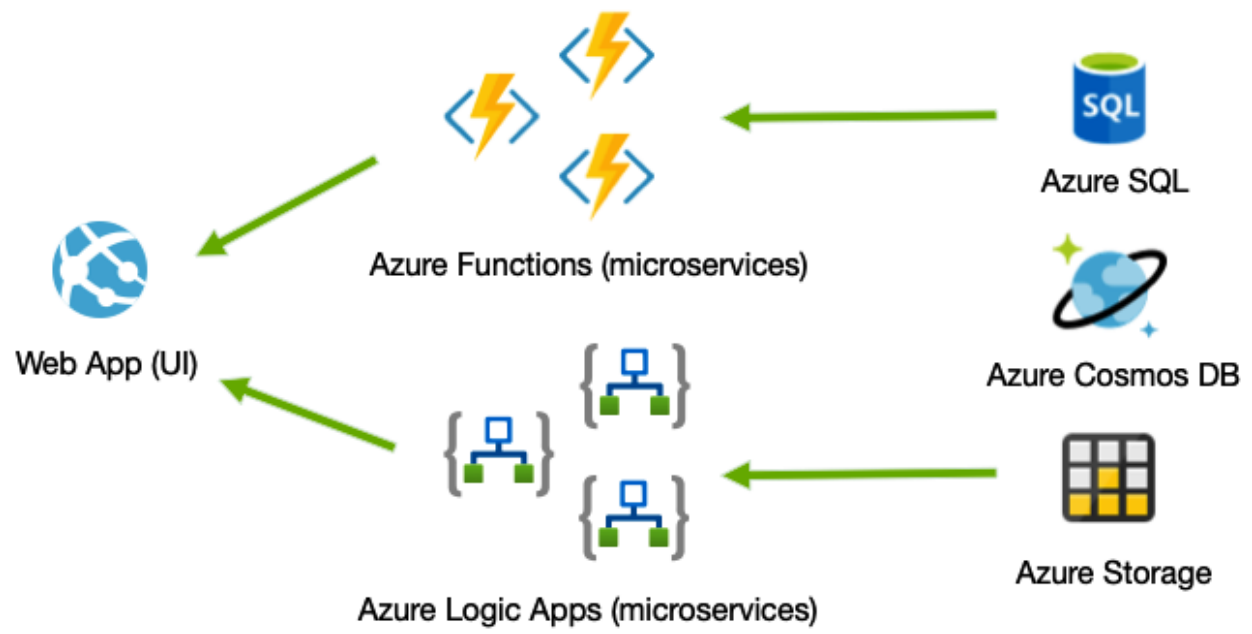 SQL
Azure SQL
Azure Functions (microservices)
Web App (UI)
Azure Cosmos DB
Azure Storage
Azure Logic Apps (microservices)